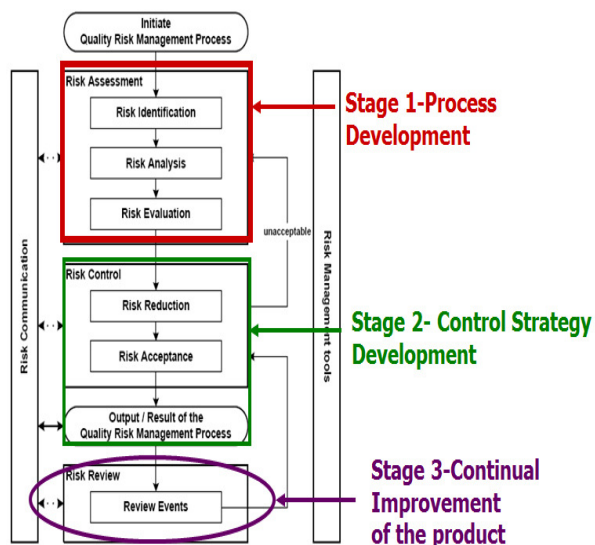 Initiate
Quality Risk Management Process
Risk Assessment
Risk Identification
Risk Analysis
Risk Evaluation
unacceptable
Risk Control
Risk Reduction
Risk Acceptance
Output / Result of the
Quality Risk Management Process
Risk Review
Review Events
Risk Communication
Risk Management tools
Stage 1-Process
Development
Stage 2- Control Strategy
Development
Stage 3-Continual
Improvement
of the product